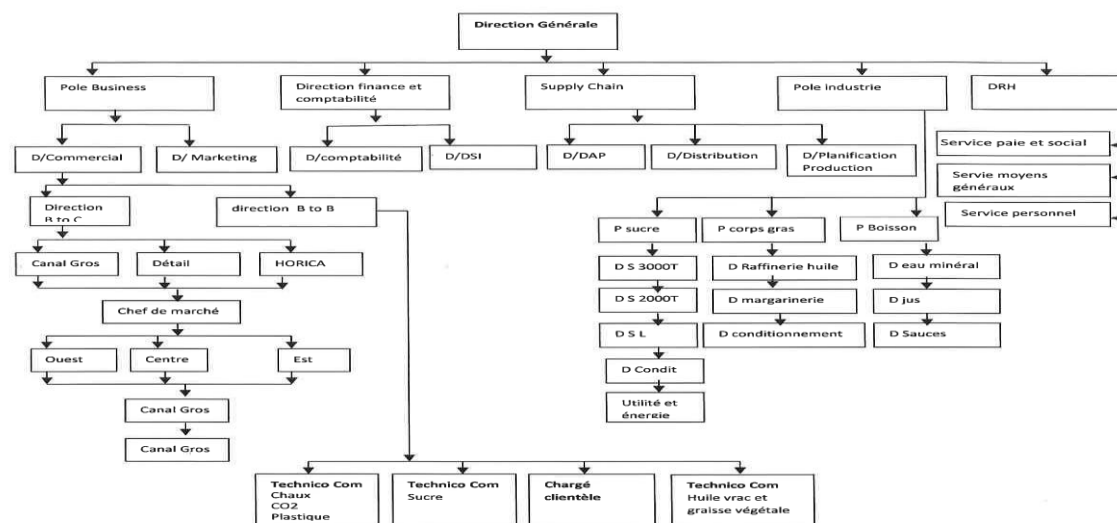 Direction Générale
Pole Business
Direction finance et
comptabilité
Supply Chain
Pole industrie
DRH
D/Commercial
D/ Marketing
D/comptabilité
D/DSI
D/DAP
D/Distribution
D/Planification
Production
Service paie et social
Servie moyens
généraux
Service personnel
Direction
B to C
direction B to B
P sucre
P corps gras
P Boisson
Canal Gros
Détail
HORICA
D S 3000T
D Raffinerie huile
D eau minéral
Chef de marché
D S 2000T
D margarinerie
D jus
D S L
D conditionnement
D Sauces
Ouest
Centre
Est
D Condit
Canal Gros
Utilité et
énergie
Canal Gros
Technico Com
Chaux
CO2
Plastique
Technico Com
Sucre
Chargé
clientèle
Technico Com
Huile vrac et
graisse végétale